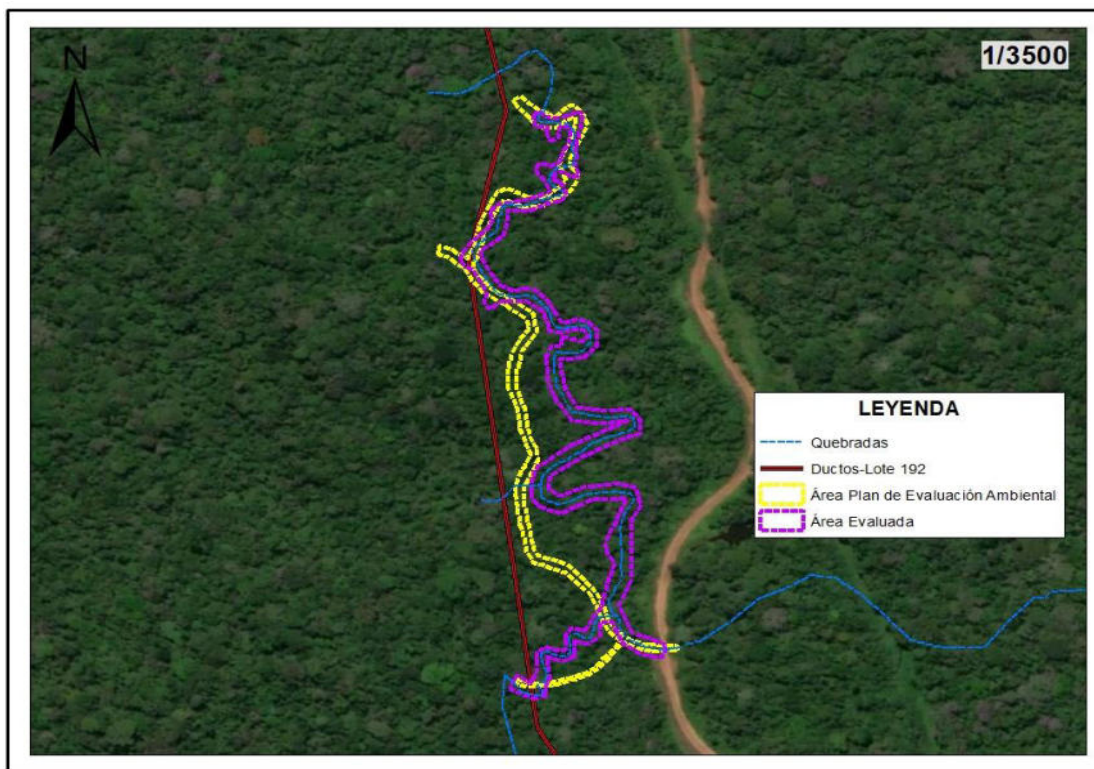 N
1/3500
LEYENDA
Quebradas
Ductos-Lote 192
Área Plan de Evaluación Ambiental
Área Evaluada